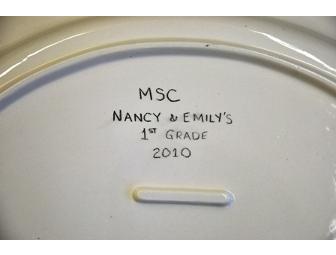 MSC
NANCY & EMILY'S
1ST GRADE
2010